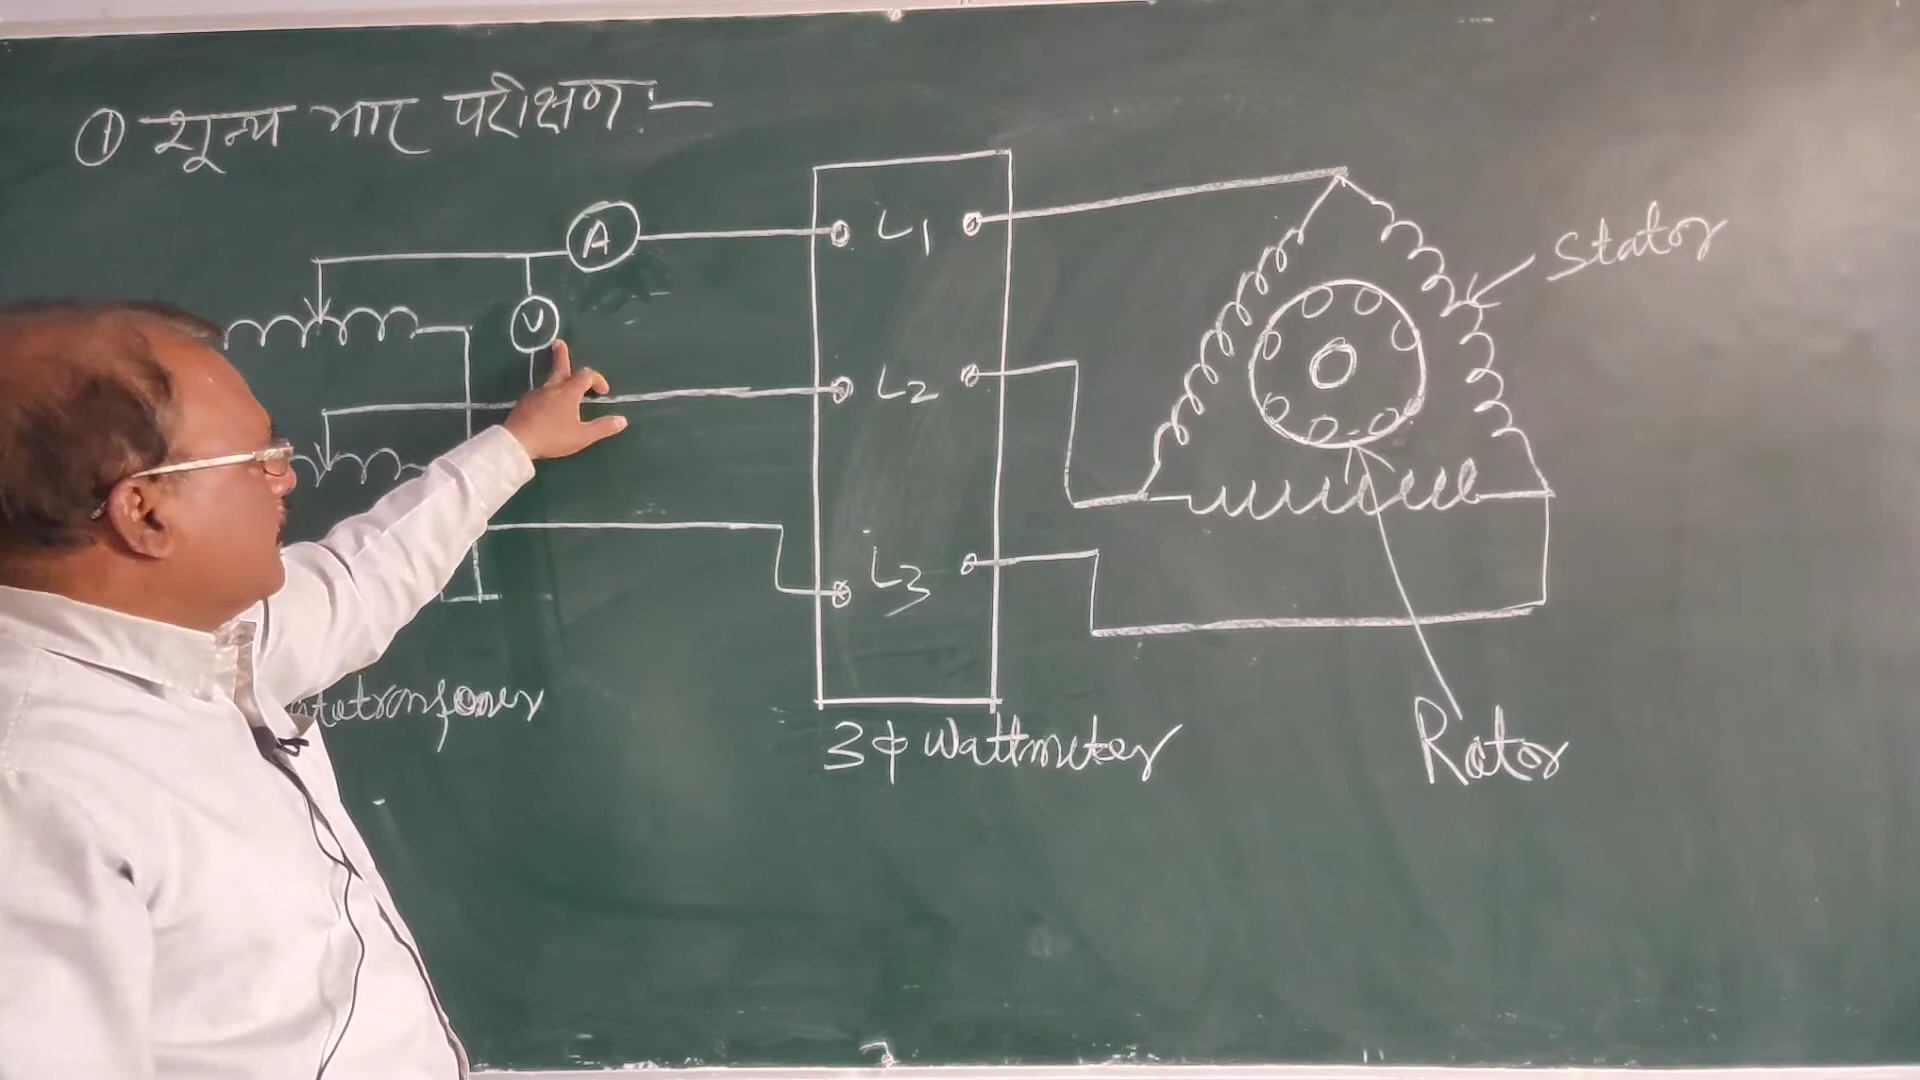 ① शून्य भार परीक्षण:-
A
V
L1
L2
L3
Stator
Rotor
3ϕ Wattmeter